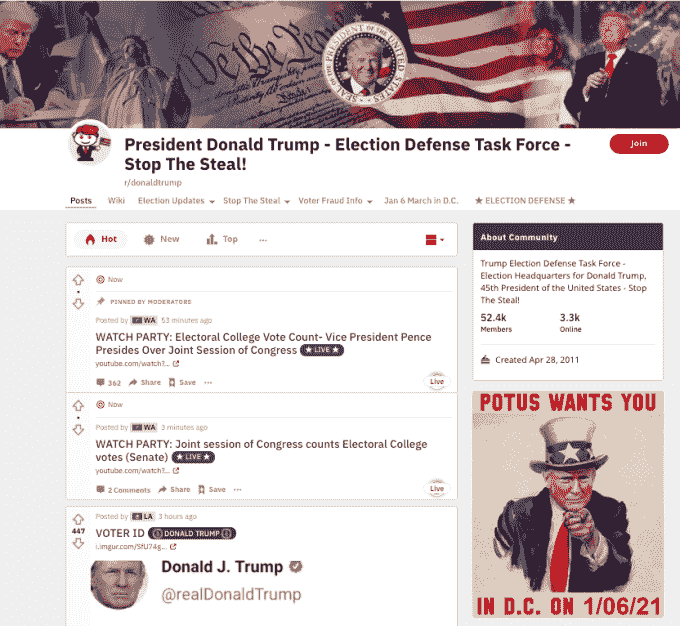 We the Peop
SEAL OF THE PRESIDENT OF THE UNITED STATES
President Donald Trump - Election Defense Task Force -
Stop The Steal!
Join
r/donaldtrump
Posts Wiki Election Updates Stop The Steal Voter Fraud Info Jan 6 March in D.C. ★ ELECTION DEFENSE ★
Hot New Top ...
Now
PINNED BY MODERATORS
Posted by WA 53 minutes ago
WATCH PARTY: Electoral College Vote Count- Vice President Pence
Presides Over Joint Session of Congress ★ LIVE ★
youtube.com/watch?...
362 Share Save ...
Live
Now
Posted by WA 3 minutes ago
WATCH PARTY: Joint session of Congress counts Electoral College
votes (Senate) ★ LIVE ★
youtube.com/watch?...
2 Comments Share Save ...
Live
447
Posted by LA 3 hours ago
VOTER ID DONALD TRUMP
i.imgur.com/SfU74g...
Donald J. Trump
@realDonaldTrump
About Community
Trump Election Defense Task Force -
Election Headquarters for Donald Trump,
45th President of the United States - Stop
The Steal!
52.4k 3.3k
Members Online
Created Apr 28, 2011
POTUS WANTS YOU
IN D.C. ON 1/06/21